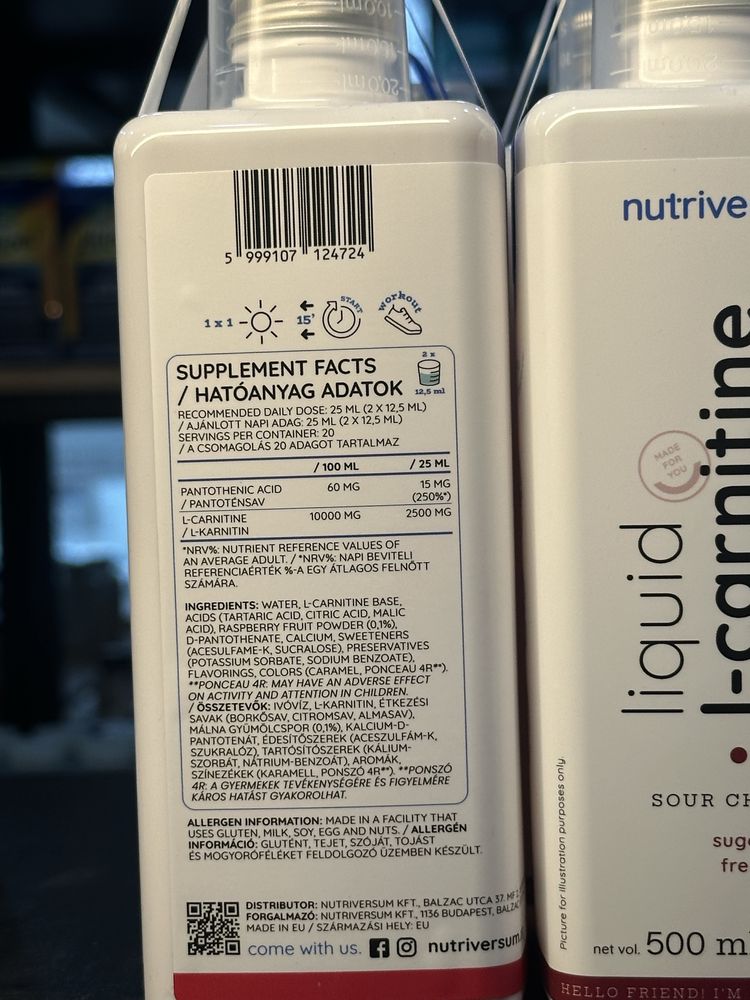 5 999107 124724
1 x 1
15'
START
workout
SUPPLEMENT FACTS
/ HATÓANYAG ADATOK
2 x
12,5 ml
RECOMMENDED DAILY DOSE: 25 ML (2 X 12,5 ML)
/ AJÁNLOTT NAPI ADAG: 25 ML (2 X 12,5 ML)
SERVINGS PER CONTAINER: 20
/ A CSOMAGOLÁS 20 ADAGOT TARTALMAZ
/ 100 ML / 25 ML
PANTOTHENIC ACID 60 MG 15 MG
/ PANTOTÉNSAV (250%*)
L-CARNITINE 10000 MG 2500 MG
/ L-KARNITIN
*NRV%: NUTRIENT REFERENCE VALUES OF
AN AVERAGE ADULT. / *NRV%: NAPI BEVITELI
REFERENCIAÉRTÉK %-A EGY ÁTLAGOS FELNŐTT
SZÁMÁRA.
INGREDIENTS: WATER, L-CARNITINE BASE,
ACIDS (TARTARIC ACID, CITRIC ACID, MALIC
ACID), RASPBERRY FRUIT POWDER (0,1%),
D-PANTOTHENATE, CALCIUM, SWEETENERS
(ACESULFAME-K, SUCRALOSE), PRESERVATIVES
(POTASSIUM SORBATE, SODIUM BENZOATE),
FLAVORINGS, COLORS (CARAMEL, PONCEAU 4R**).
**PONCEAU 4R: MAY HAVE AN ADVERSE EFFECT
ON ACTIVITY AND ATTENTION IN CHILDREN.
/ ÖSSZETEVŐK: IVÓVÍZ, L-KARNITIN, ÉTKEZÉSI
SAVAK (BORKŐSAV, CITROMSAV, ALMASAV),
MÁLNA GYÜMÖLCSPOR (0,1%), KALCIUM-D-
PANTOTENÁT, ÉDESÍTŐSZEREK (ACESZULFÁM-K,
SZUKRALÓZ), TARTÓSÍTÓSZEREK (KÁLIUM-
SZORBÁT, NÁTRIUM-BENZOÁT), AROMÁK,
SZÍNEZÉKEK (KARAMELL, PONSZÓ 4R**). **PONSZÓ
4R: A GYERMEKEK TEVÉKENYSÉGÉRE ÉS FIGYELMÉRE
KÁROS HATÁST GYAKOROLHAT.
ALLERGEN INFORMATION: MADE IN A FACILITY THAT
USES GLUTEN, MILK, SOY, EGG AND NUTS. / ALLERGÉN
INFORMÁCIÓ: GLUTÉNT, TEJET, SZÓJÁT, TOJÁST
ÉS MOGYORÓFÉLÉKET FELDOLGOZÓ ÜZEMBEN KÉSZÜLT.
DISTRIBUTOR: NUTRIVERSUM KFT., BALZAC UTCA 37.
FORGALMAZÓ: NUTRIVERSUM KFT., 1136 BUDAPEST, BALZAC
MADE IN EU / SZÁRMAZÁSI HELY: EU
come with us. nutriversum
nutrive
liquid
l-carnitine
MADE
FOR
YOU
SOUR CH
suga
fre
Picture for illustration purposes only.
net vol. 500 ml
HELLO FRIEND! I'M